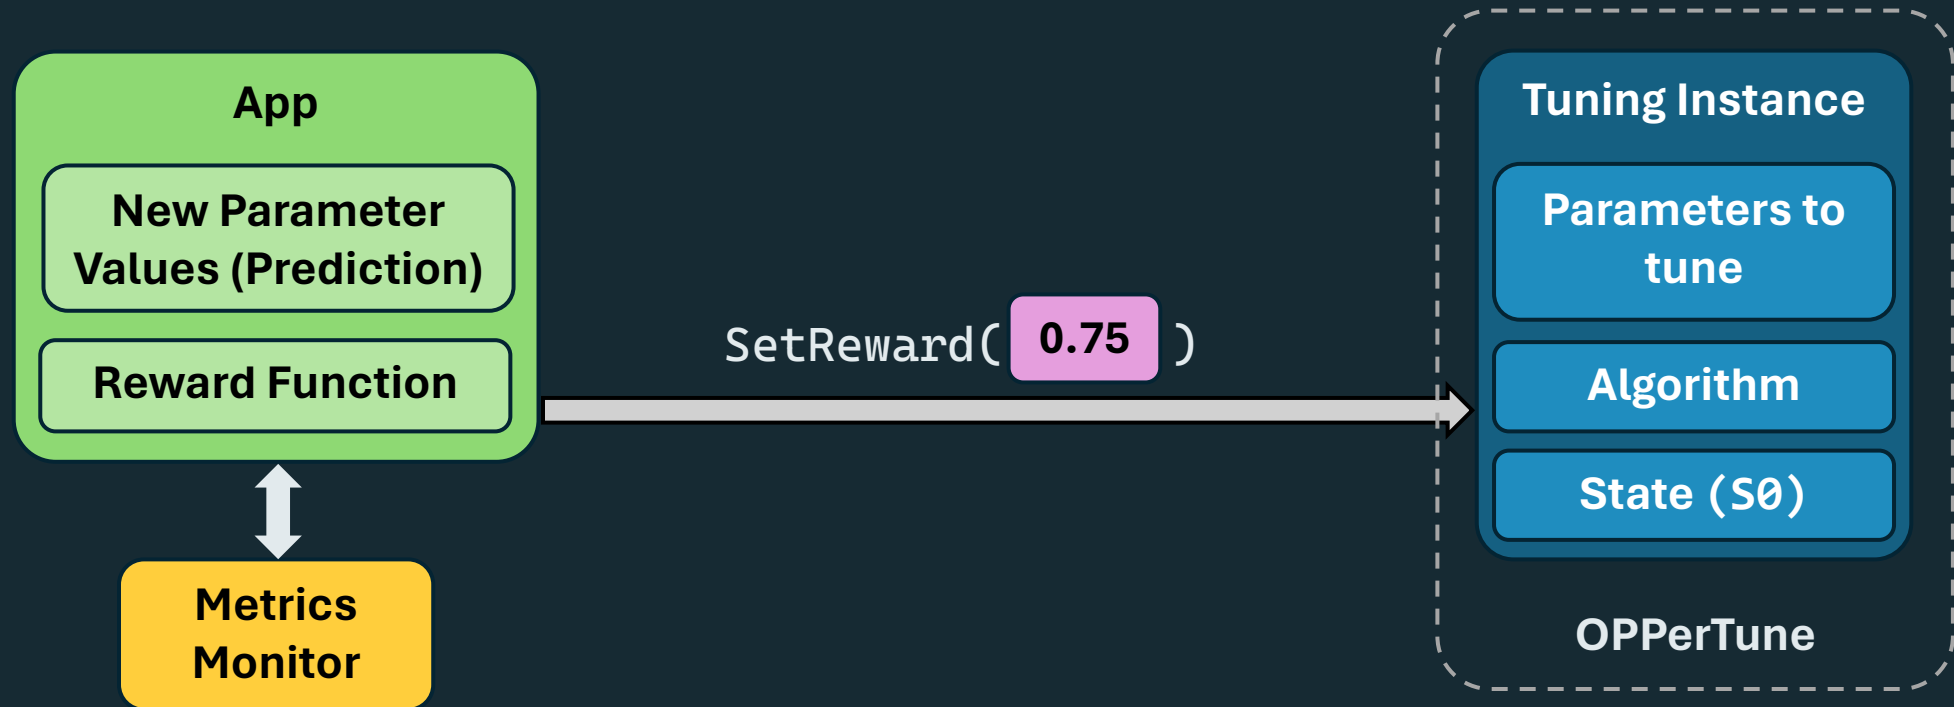 App
New Parameter
Values (Prediction)
Reward Function
Metrics
Monitor
SetReward( 0.75 )
Tuning Instance
Parameters to
tune
Algorithm
State (S0)
OPPerTune